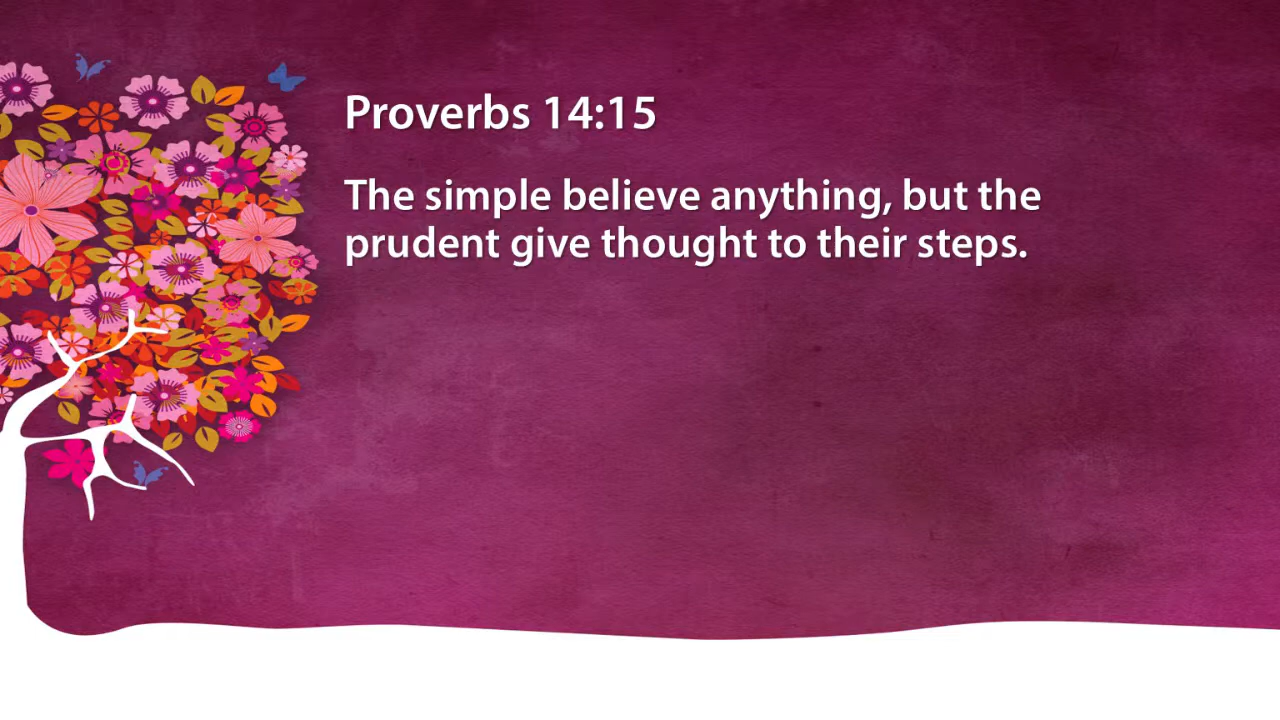 Proverbs 14:15
The simple believe anything, but the
prudent give thought to their steps.